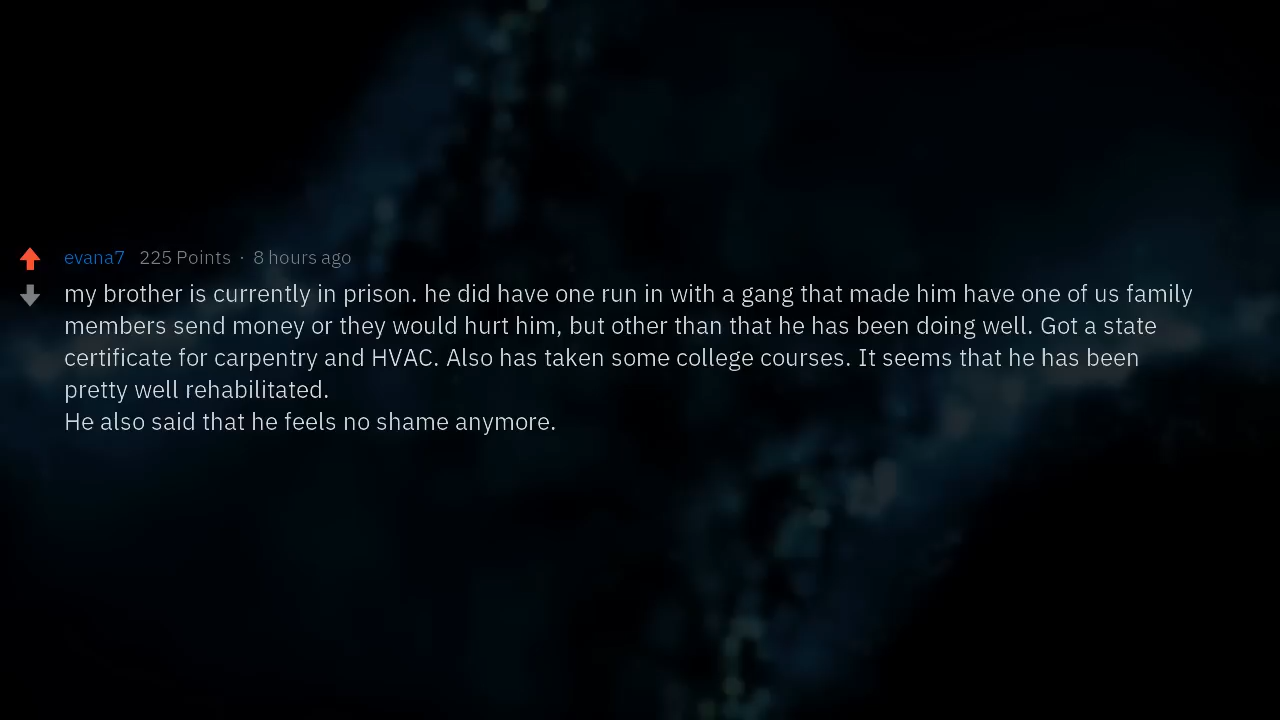 evana7 225 Points · 8 hours ago
my brother is currently in prison. he did have one run in with a gang that made him have one of us family
members send money or they would hurt him, but other than that he has been doing well. Got a state
certificate for carpentry and HVAC. Also has taken some college courses. It seems that he has been
pretty well rehabilitated.
He also said that he feels no shame anymore.